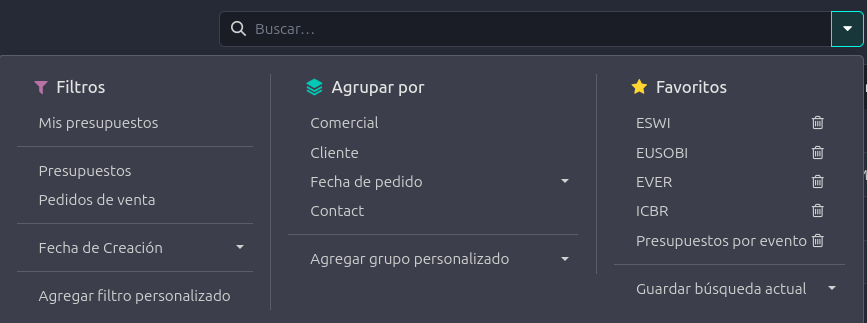 Buscar...
Filtros
Mis presupuestos
Presupuestos
Pedidos de venta
Fecha de Creación
Agregar filtro personalizado
Agrupar por
Comercial
Cliente
Fecha de pedido
Contact
Agregar grupo personalizado
Favoritos
ESWI
EUSOBI
EVER
ICBR
Presupuestos por evento
Guardar búsqueda actual